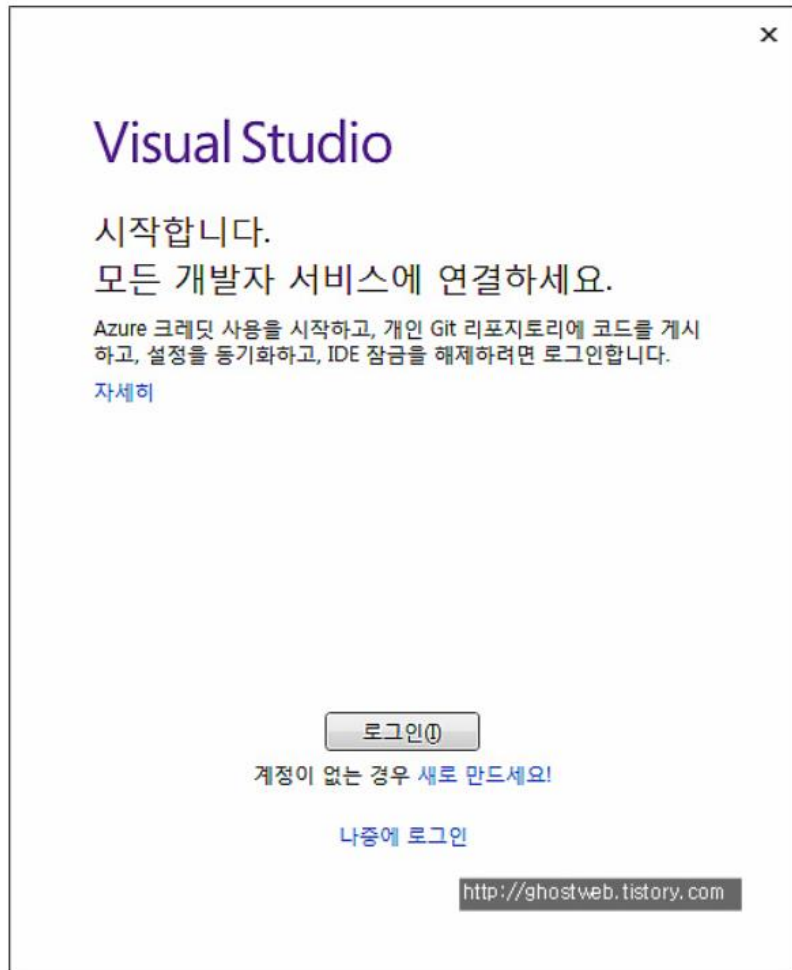 ×
Visual Studio
시작합니다.
모든 개발자 서비스에 연결하세요.
Azure 크레딧 사용을 시작하고, 개인 Git 리포지토리에 코드를 게시
하고, 설정을 동기화하고, IDE 잠금을 해제하려면 로그인합니다.
자세히
로그인(I)
계정이 없는 경우 새로 만드세요!
나중에 로그인
http://ghostweb.tistory.com